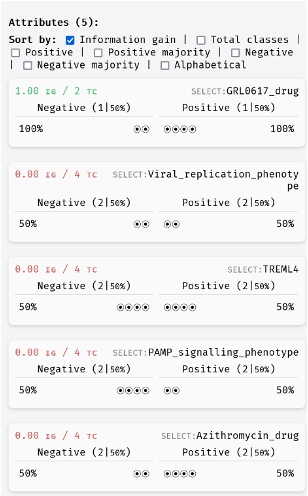 Attributes (5):
Sort by: Information gain | Total classes |
Positive | Positive majority | Negative
| Negative majority | Alphabetical
1.00 IG / 2 TC SELECT:GRL0617_drug
Negative (1|50%) Positive (1|50%)
100% 100%
0.00 IG / 4 TC SELECT:Viral_replication_phenoty
pe
Negative (2|50%) Positive (2|50%)
50% 50%
0.00 IG / 4 TC SELECT:TREML4
Negative (2|50%) Positive (2|50%)
50% 50%
0.00 IG / 4 TC SELECT:PAMP_signalling_phenotype
Negative (2|50%) Positive (2|50%)
50% 50%
0.00 IG / 4 TC SELECT:Azithromycin_drug
Negative (2|50%) Positive (2|50%)
50% 50%